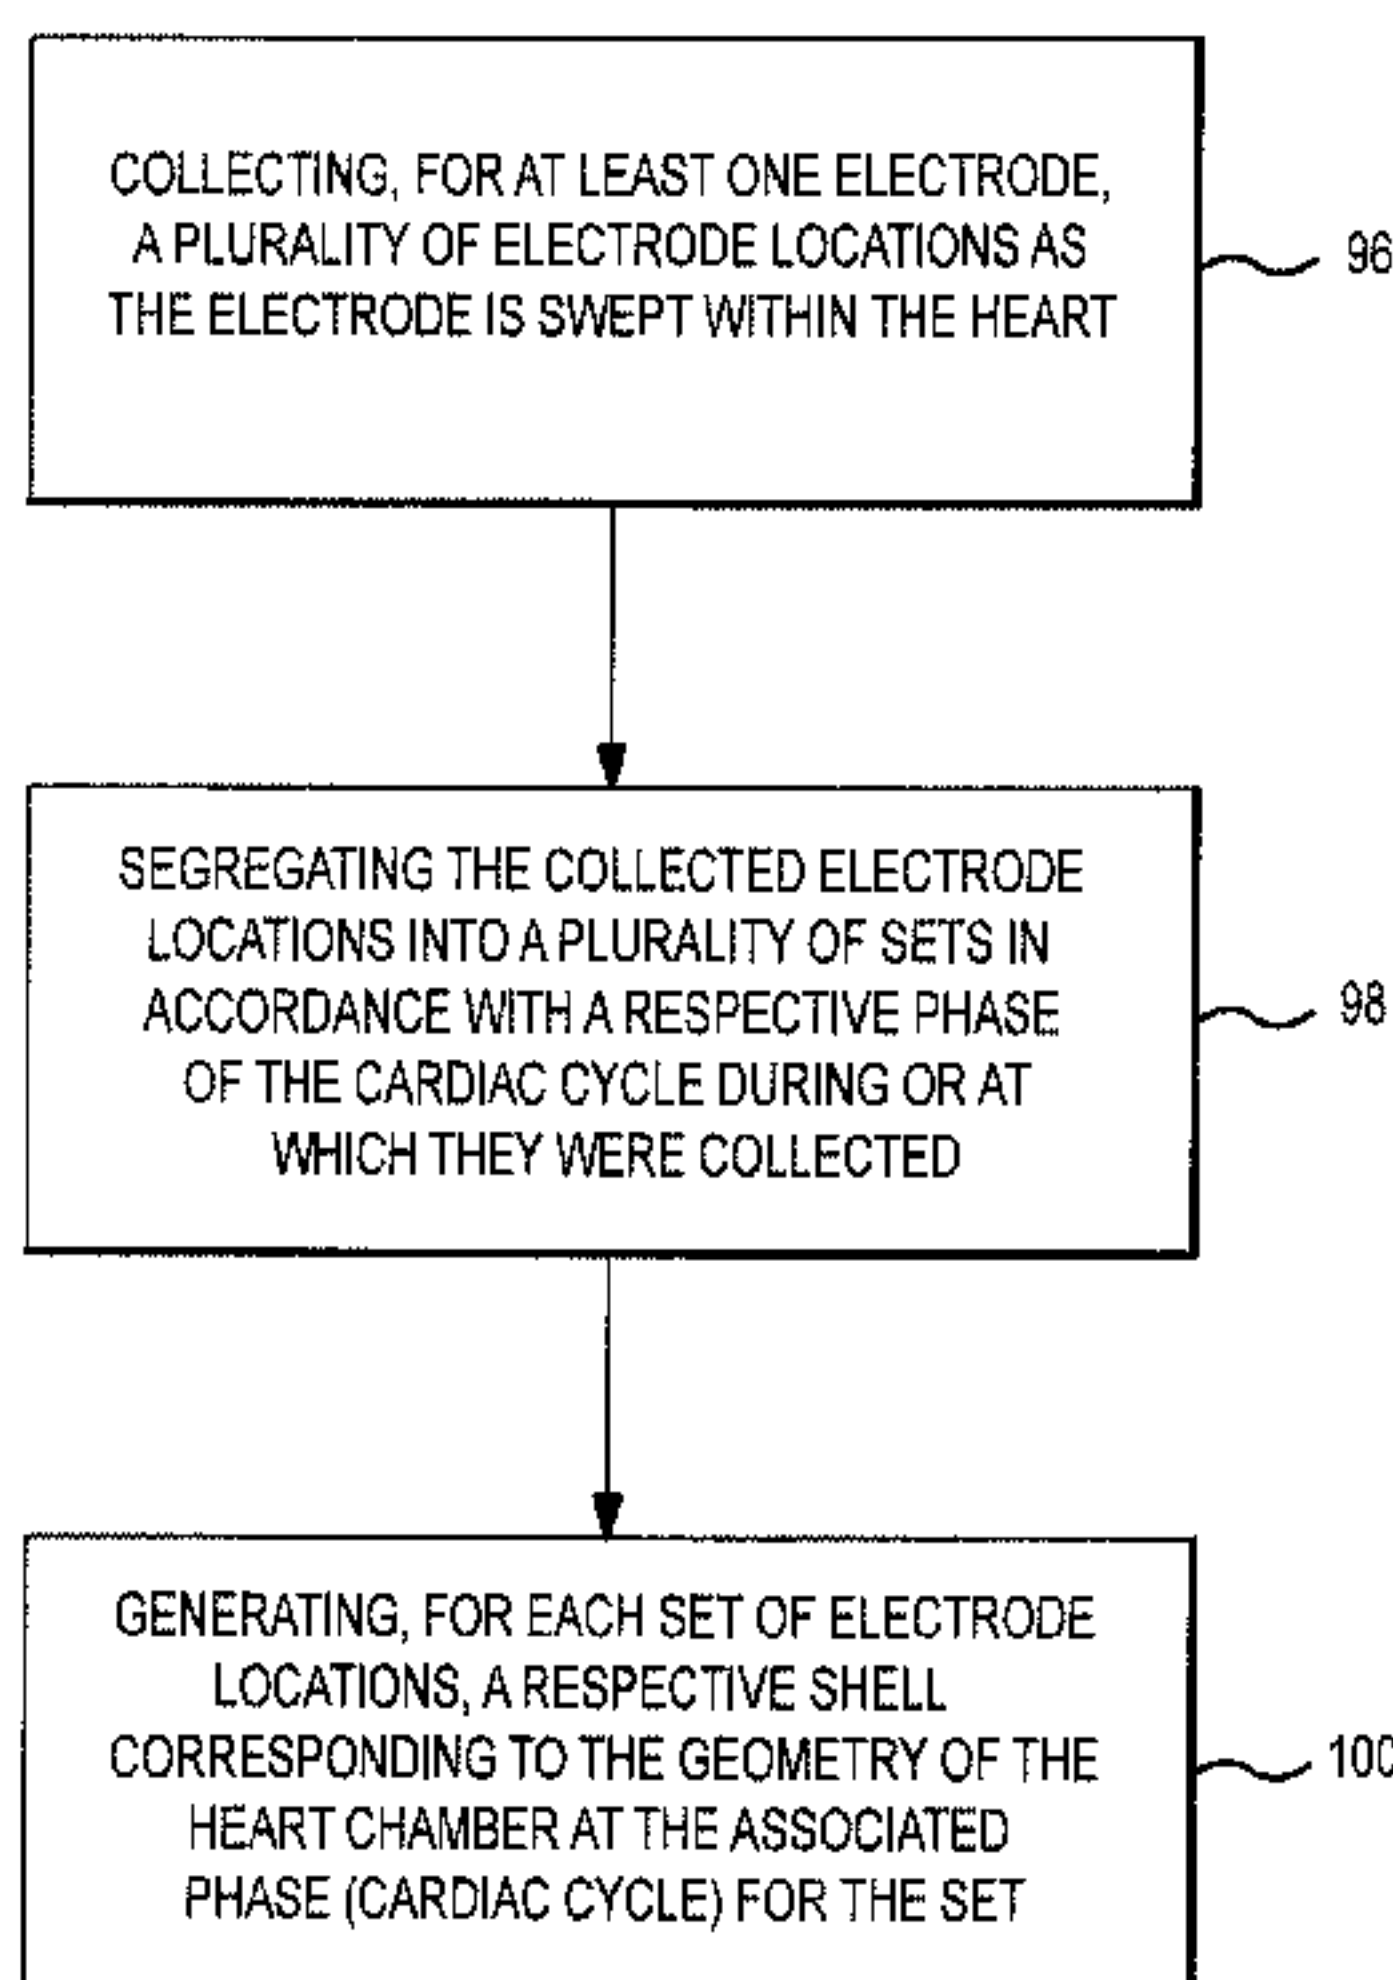 COLLECTING, FOR AT LEAST ONE ELECTRODE,
A PLURALITY OF ELECTRODE LOCATIONS AS
THE ELECTRODE IS SWEPT WITHIN THE HEART
96
SEGREGATING THE COLLECTED ELECTRODE
LOCATIONS INTO A PLURALITY OF SETS IN
ACCORDANCE WITH A RESPECTIVE PHASE
OF THE CARDIAC CYCLE DURING OR AT
WHICH THEY WERE COLLECTED
98
GENERATING, FOR EACH SET OF ELECTRODE
LOCATIONS, A RESPECTIVE SHELL
CORRESPONDING TO THE GEOMETRY OF THE
HEART CHAMBER AT THE ASSOCIATED
PHASE (CARDIAC CYCLE) FOR THE SET
100